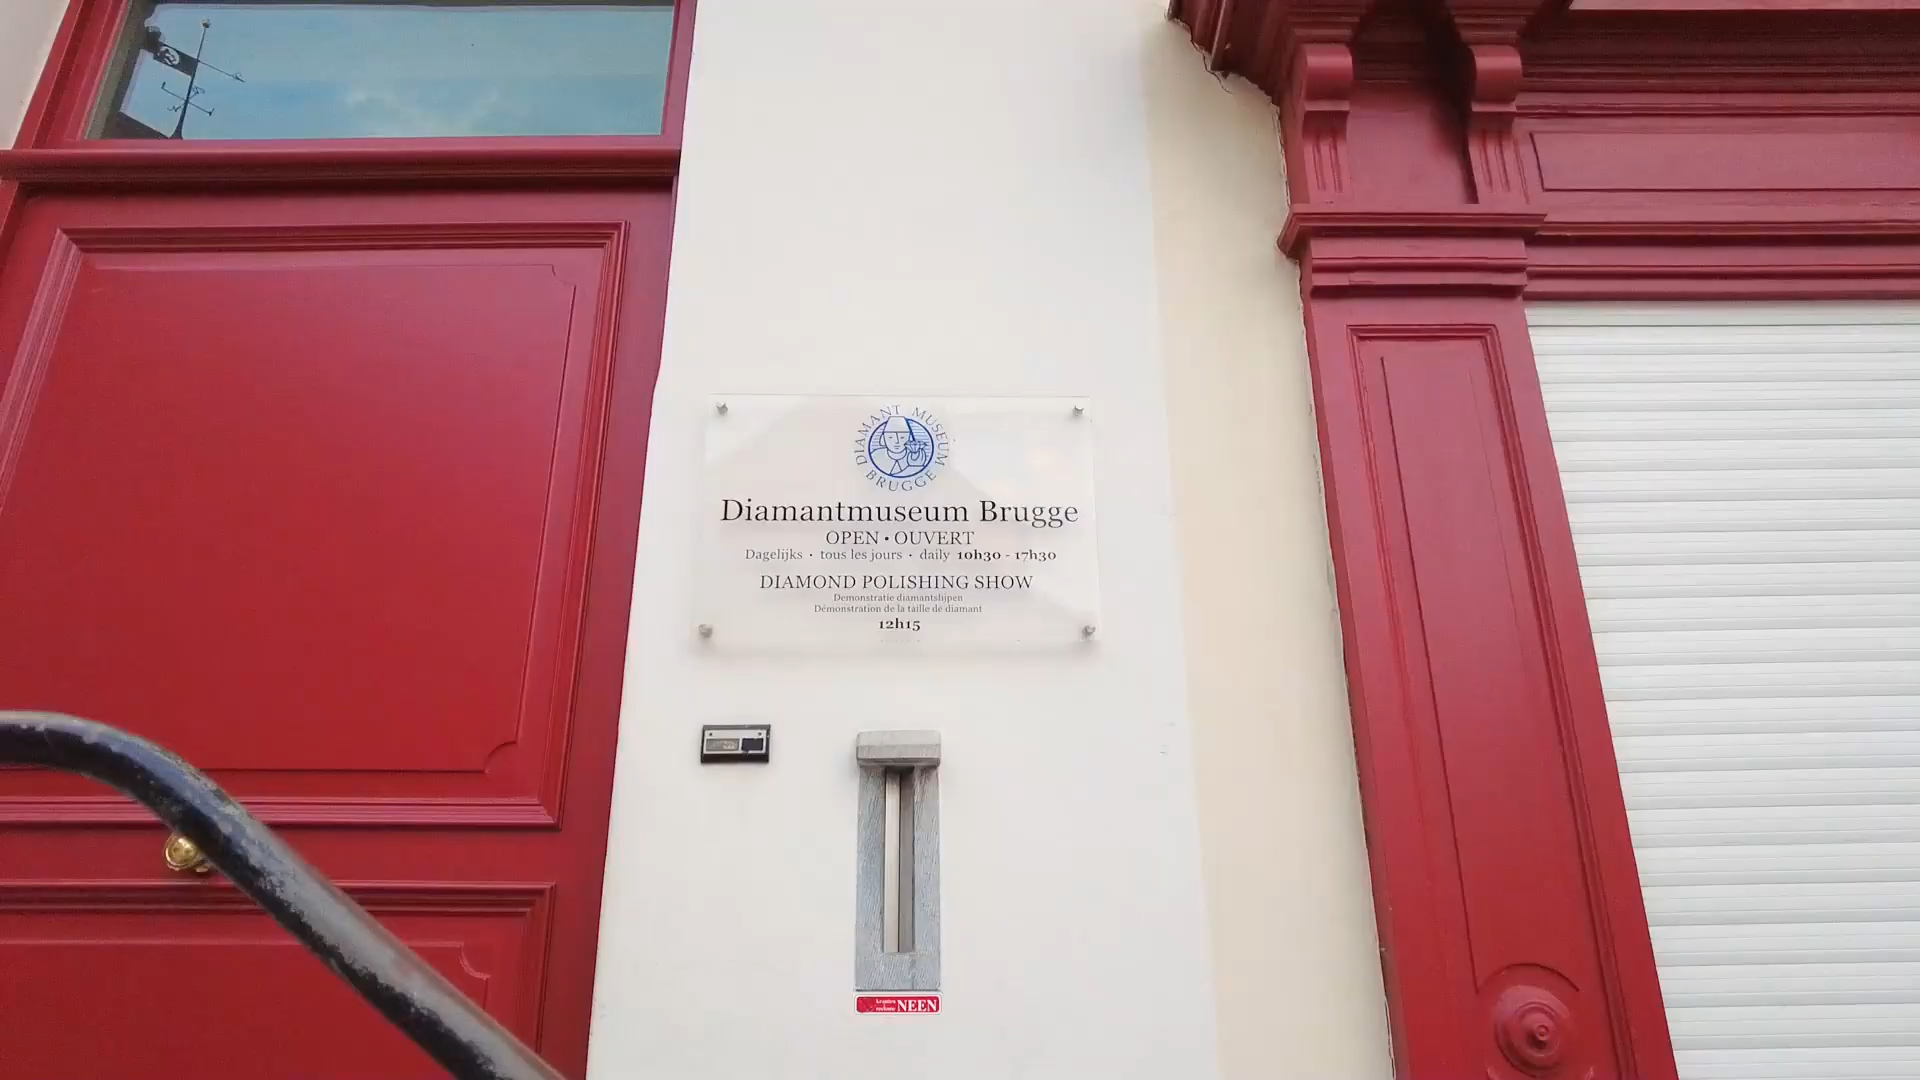 DIAMANT MUSEUM
BRUGGE
Diamantmuseum Brugge
OPEN • OUVERT
Dagelijks • tous les jours • daily 10h30 - 17h30
DIAMOND POLISHING SHOW
Demonstratie diamantslijpen
Démonstration de la taille de diamant
12h15
NEEN